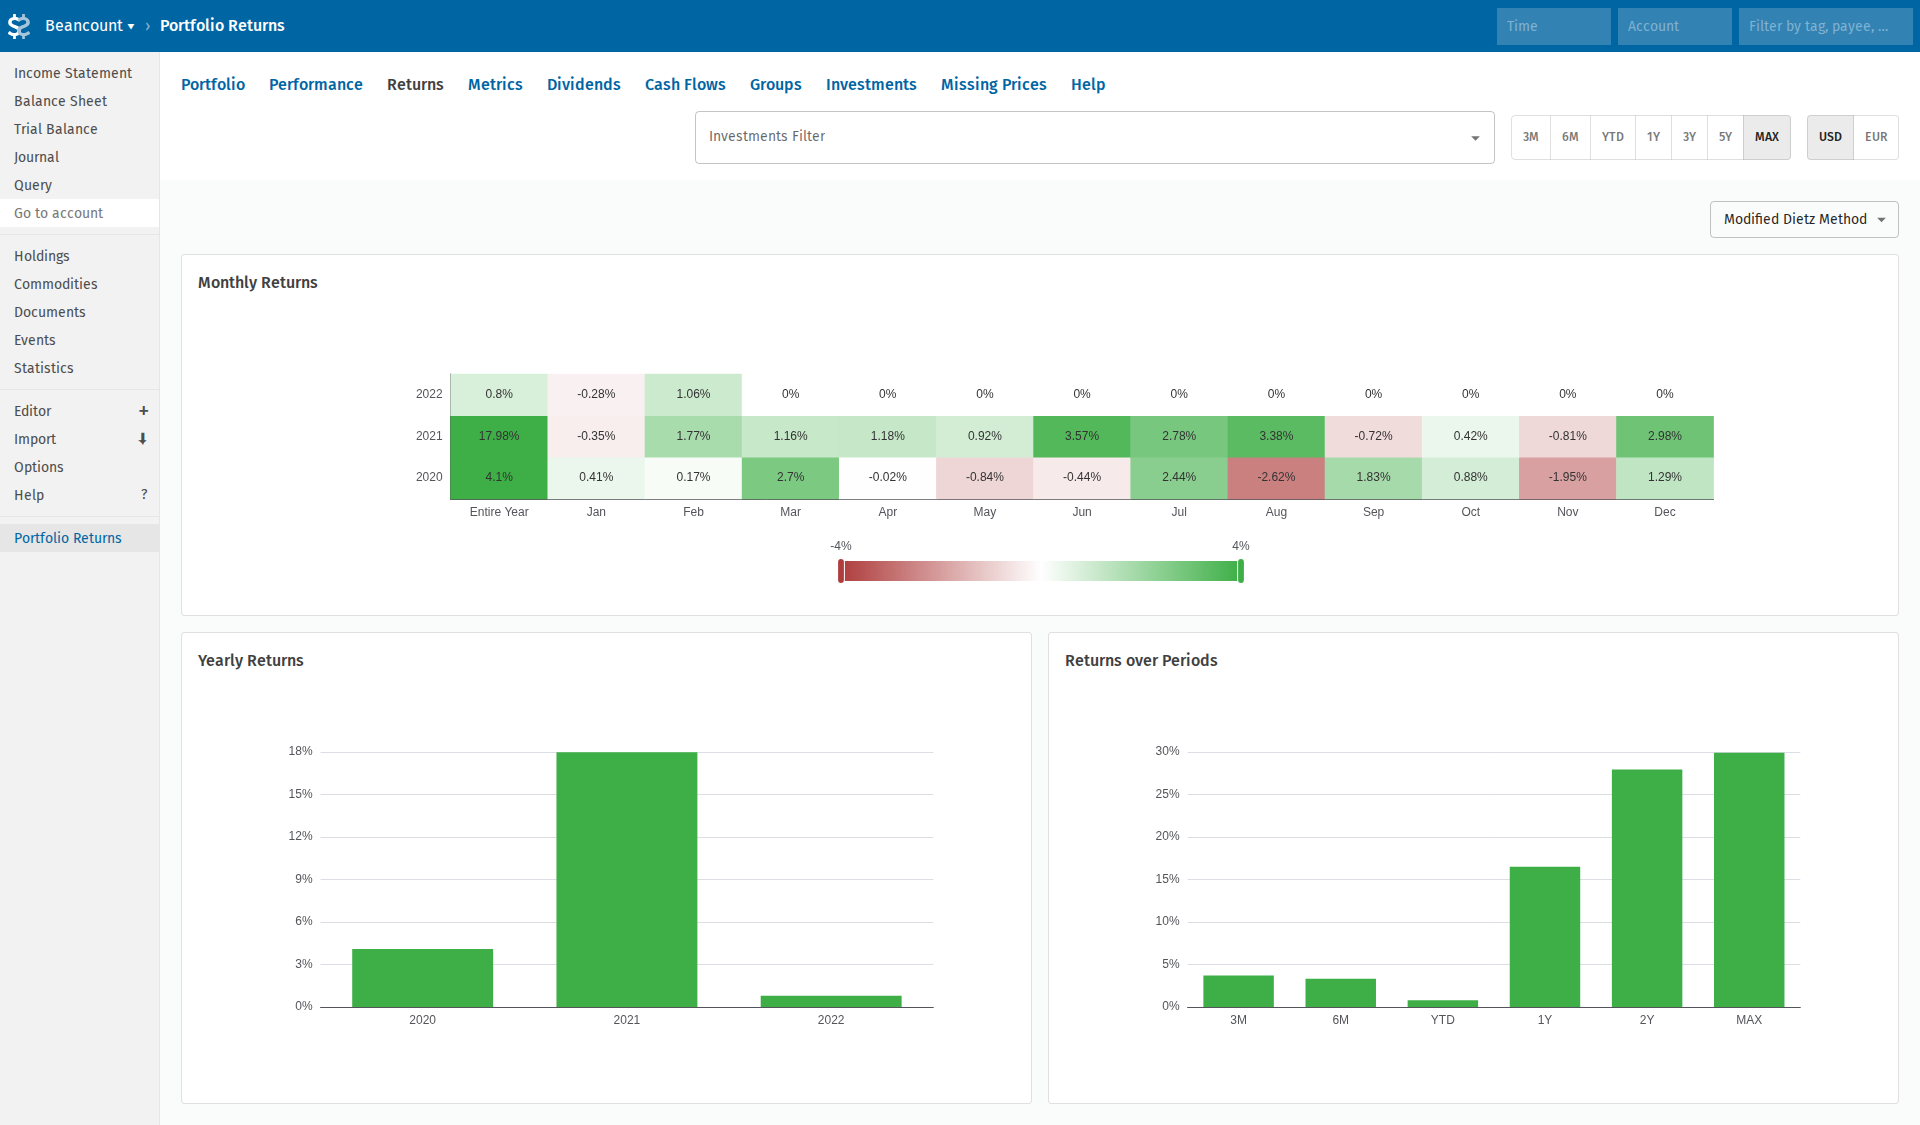 Beancount › Portfolio Returns
Time
Account
Filter by tag, payee, ...
Income Statement
Balance Sheet
Trial Balance
Journal
Query
Go to account
Holdings
Commodities
Documents
Events
Statistics
Editor +
Import
Options
Help ?
Portfolio Returns
Portfolio Performance Returns Metrics Dividends Cash Flows Groups Investments Missing Prices Help
Investments Filter
3M 6M YTD 1Y 3Y 5Y MAX
USD EUR
Modified Dietz Method
Monthly Returns
2022 0.8% -0.28% 1.06% 0% 0% 0% 0% 0% 0% 0% 0% 0% 0%
2021 17.98% -0.35% 1.77% 1.16% 1.18% 0.92% 3.57% 2.78% 3.38% -0.72% 0.42% -0.81% 2.98%
2020 4.1% 0.41% 0.17% 2.7% -0.02% -0.84% -0.44% 2.44% -2.62% 1.83% 0.88% -1.95% 1.29%
Entire Year Jan Feb Mar Apr May Jun Jul Aug Sep Oct Nov Dec
-4% 4%
Yearly Returns
18%
15%
12%
9%
6%
3%
0%
2020 2021 2022
Returns over Periods
30%
25%
20%
15%
10%
5%
0%
3M 6M YTD 1Y 2Y MAX